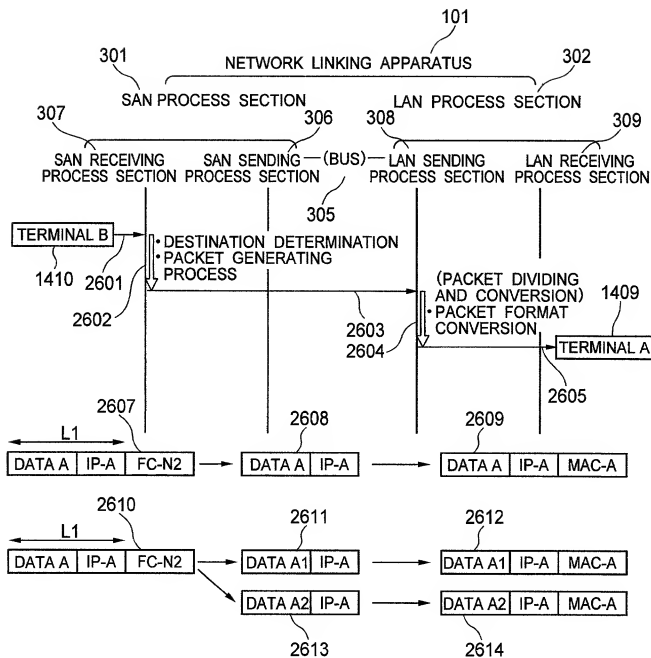 101
301
NETWORK LINKING APPARATUS
302
SAN PROCESS SECTION
LAN PROCESS SECTION
307
306
308
309
SAN RECEIVING
PROCESS SECTION
SAN SENDING
PROCESS SECTION
(BUS)
305
LAN SENDING
PROCESS SECTION
LAN RECEIVING
PROCESS SECTION
TERMINAL B
1410
2601
2602
• DESTINATION DETERMINATION
• PACKET GENERATING
PROCESS
2603
2604
(PACKET DIVIDING
AND CONVERSION)
• PACKET FORMAT
CONVERSION
1409
TERMINAL A
2605
L1
2607
2608
2609
DATA A IP-A FC-N2
DATA A IP-A
DATA A IP-A MAC-A
L1
2610
2611
2612
DATA A IP-A FC-N2
DATA A1 IP-A
DATA A1 IP-A MAC-A
DATA A2 IP-A
DATA A2 IP-A MAC-A
2613
2614